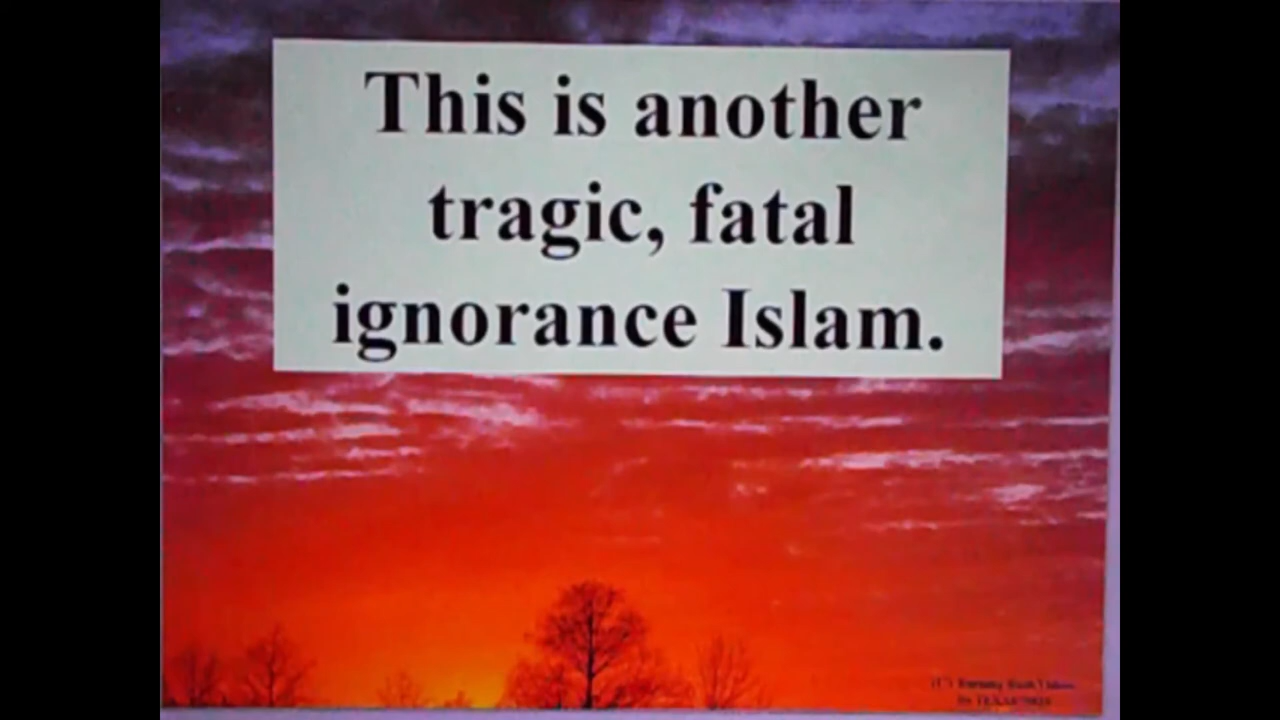 This is another
tragic, fatal
ignorance Islam.